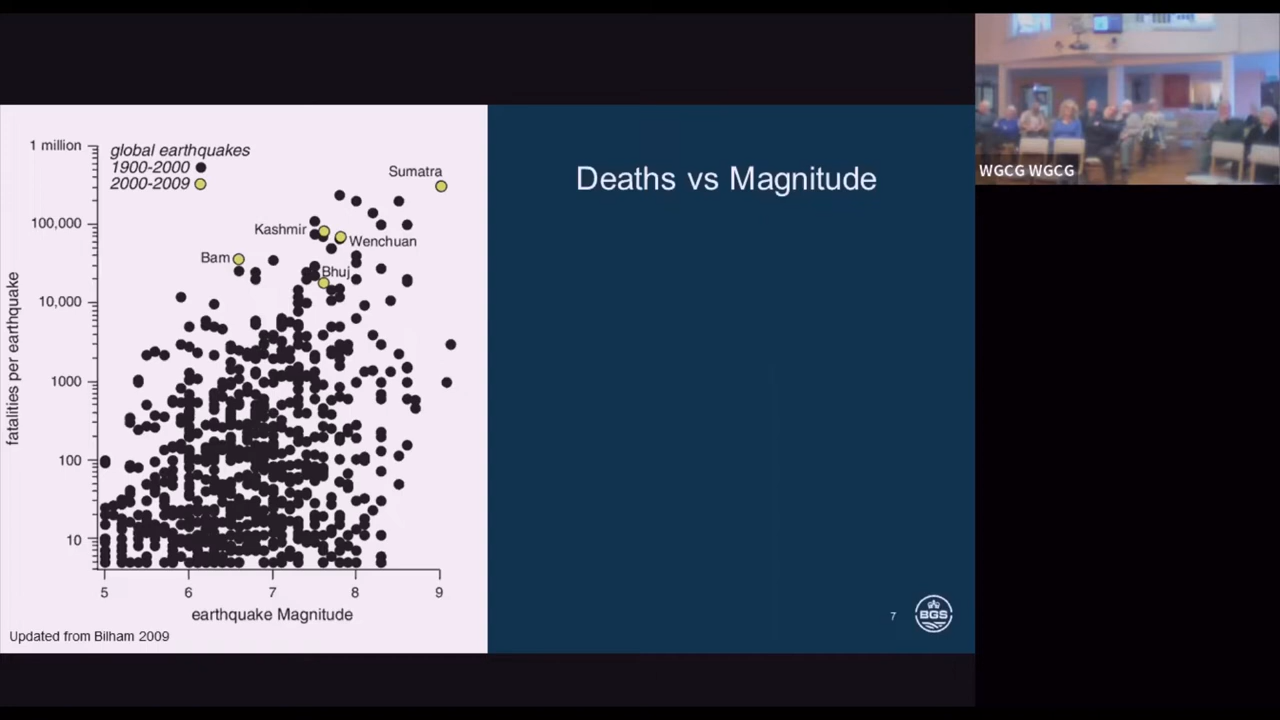 1 million
global earthquakes
1900-2000
2000-2009
Sumatra
100,000
Kashmir
Wenchuan
Bam
Bhuj
10,000
1000
100
10
fatalities per earthquake
5 6 7 8 9
earthquake Magnitude
Updated from Bilham 2009
Deaths vs Magnitude
7
BGS
WGCG WGCG